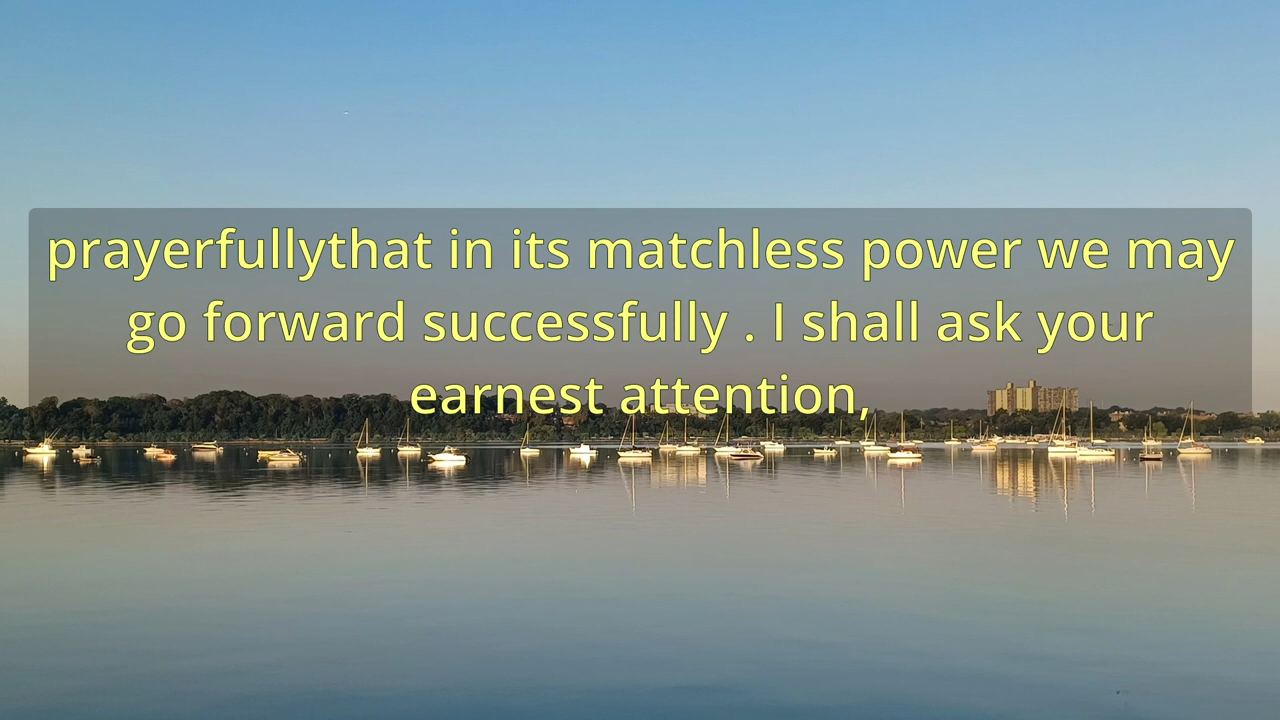 prayerfullythat in its matchless power we may
go forward successfully . I shall ask your
earnest attention,